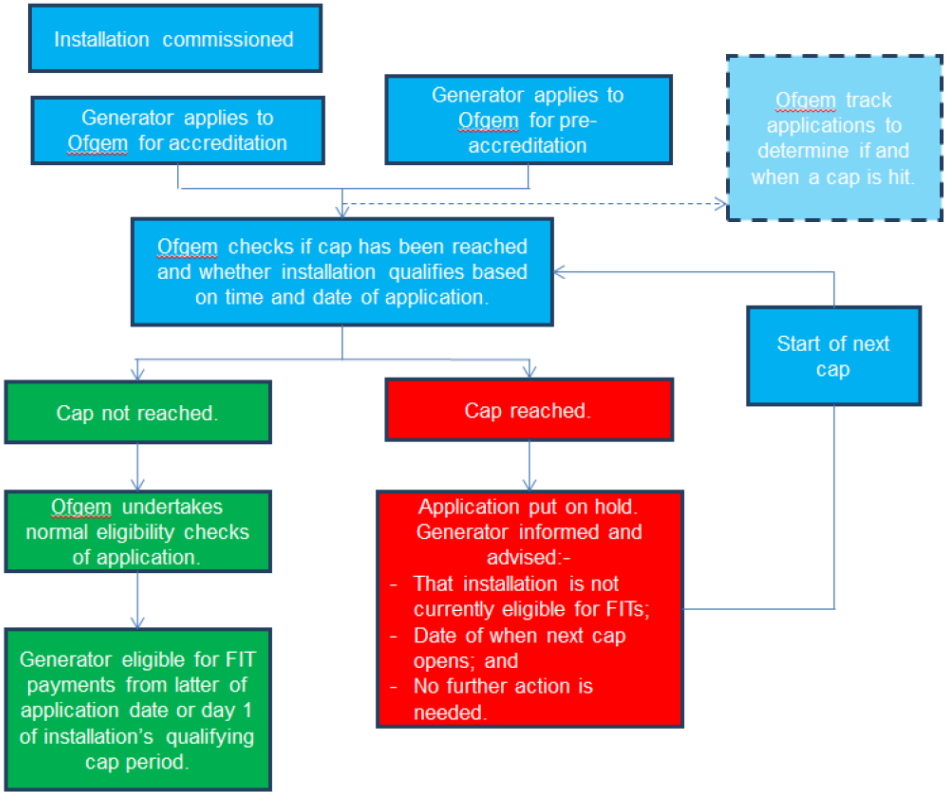 Installation commissioned
Generator applies to
Ofgem for accreditation
Generator applies to
Ofgem for pre-
accreditation
Ofgem track
applications to
determine if and
when a cap is hit.
Ofgem checks if cap has been reached
and whether installation qualifies based
on time and date of application.
Start of next
cap
Cap not reached.
Cap reached.
Ofgem undertakes
normal eligibility checks
of application.
Application put on hold.
Generator informed and
advised:-
- That installation is not
currently eligible for FITs;
- Date of when next cap
opens; and
- No further action is
needed.
Generator eligible for FIT
payments from latter of
application date or day 1
of installation's qualifying
cap period.